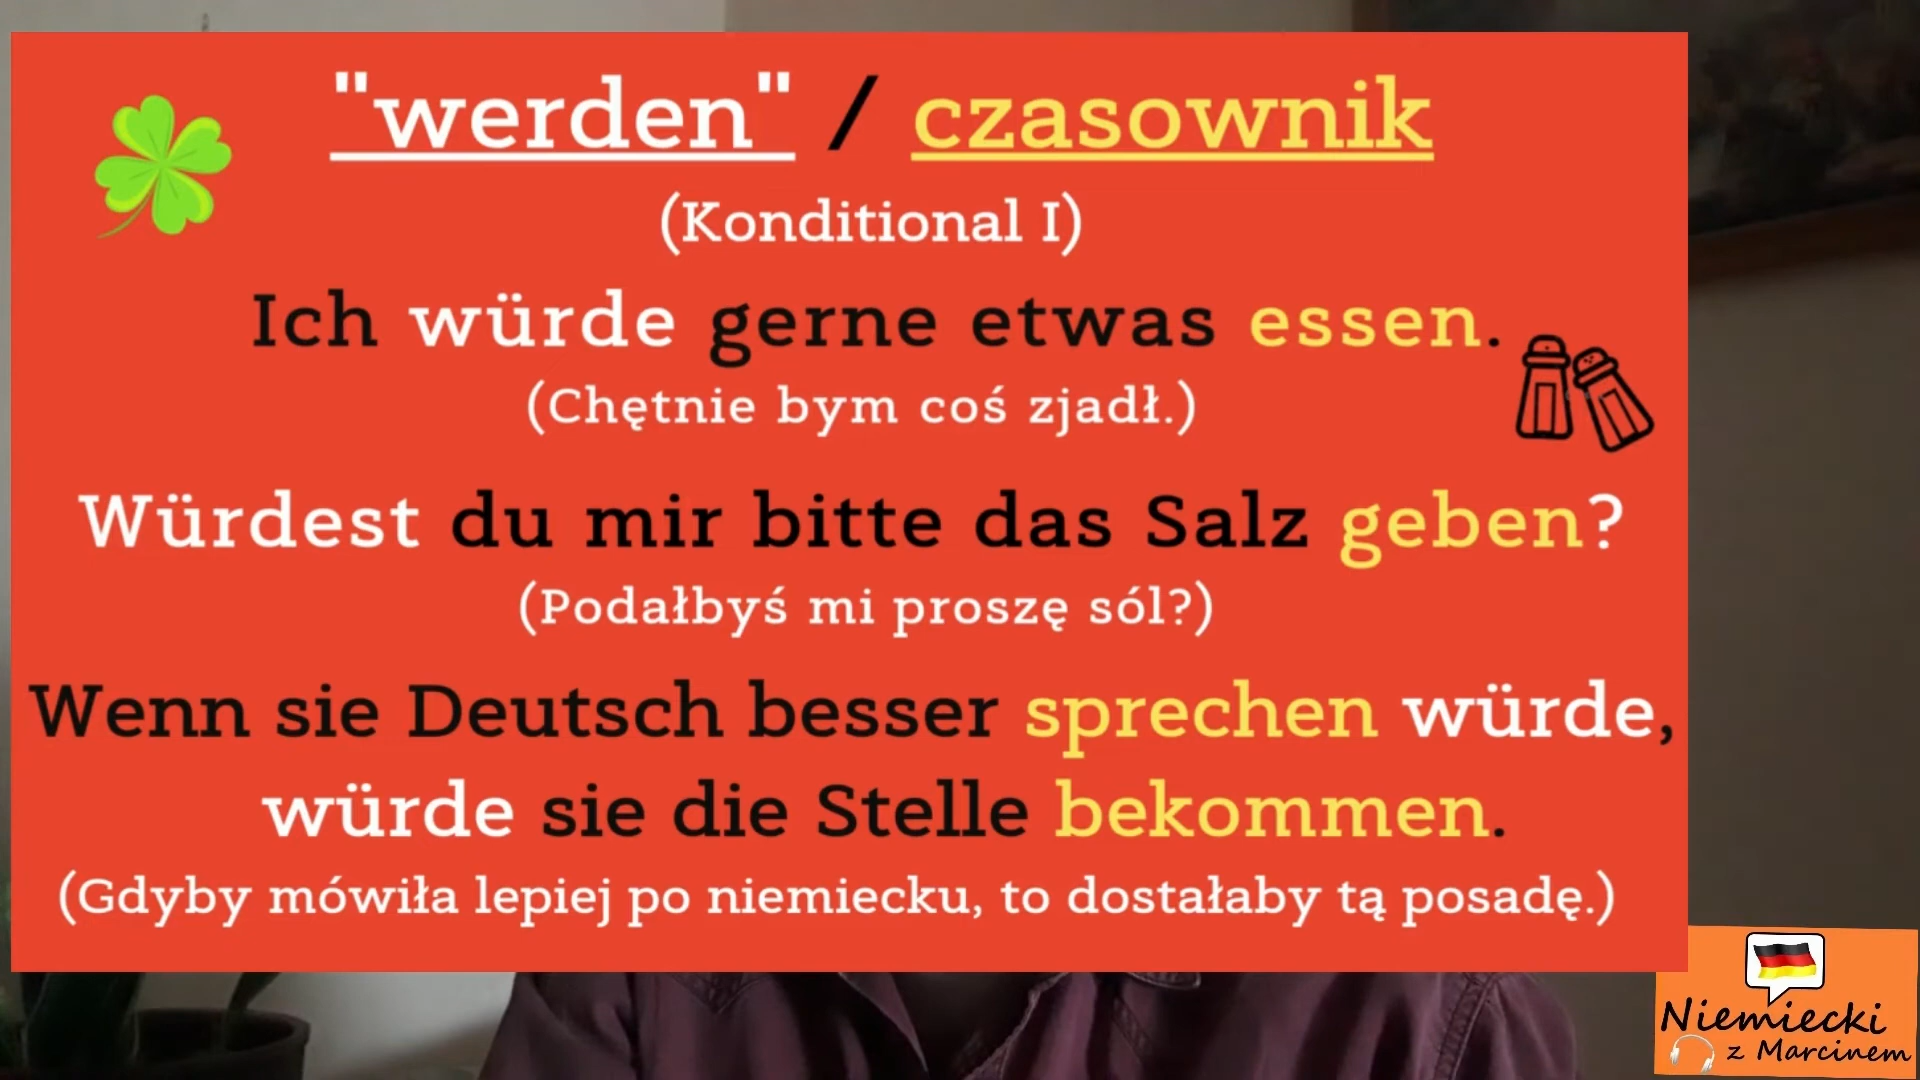 "werden" / czasownik
(Konditional I)
Ich würde gerne etwas essen.
(Chętnie bym coś zjadł.)
Würdest du mir bitte das Salz geben?
(Podałbyś mi proszę sól?)
Wenn sie Deutsch besser sprechen würde,
würde sie die Stelle bekommen.
(Gdyby mówiła lepiej po niemiecku, to dostałaby tą posadę.)
Niemiecki
z Marcinem